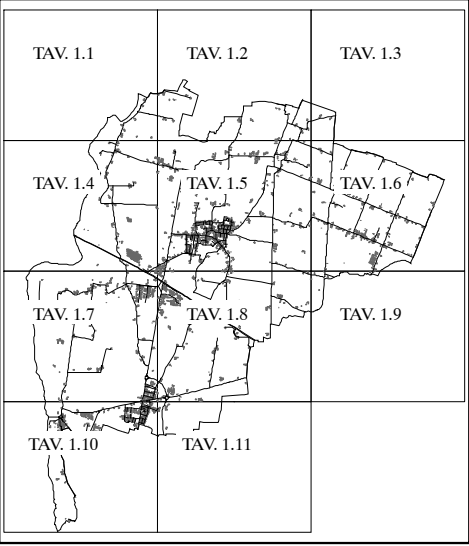 TAV. 1.1
TAV. 1.2
TAV. 1.3
TAV. 1.4
TAV. 1.5
TAV. 1.6
TAV. 1.7
TAV. 1.8
TAV. 1.9
TAV. 1.10
TAV. 1.11